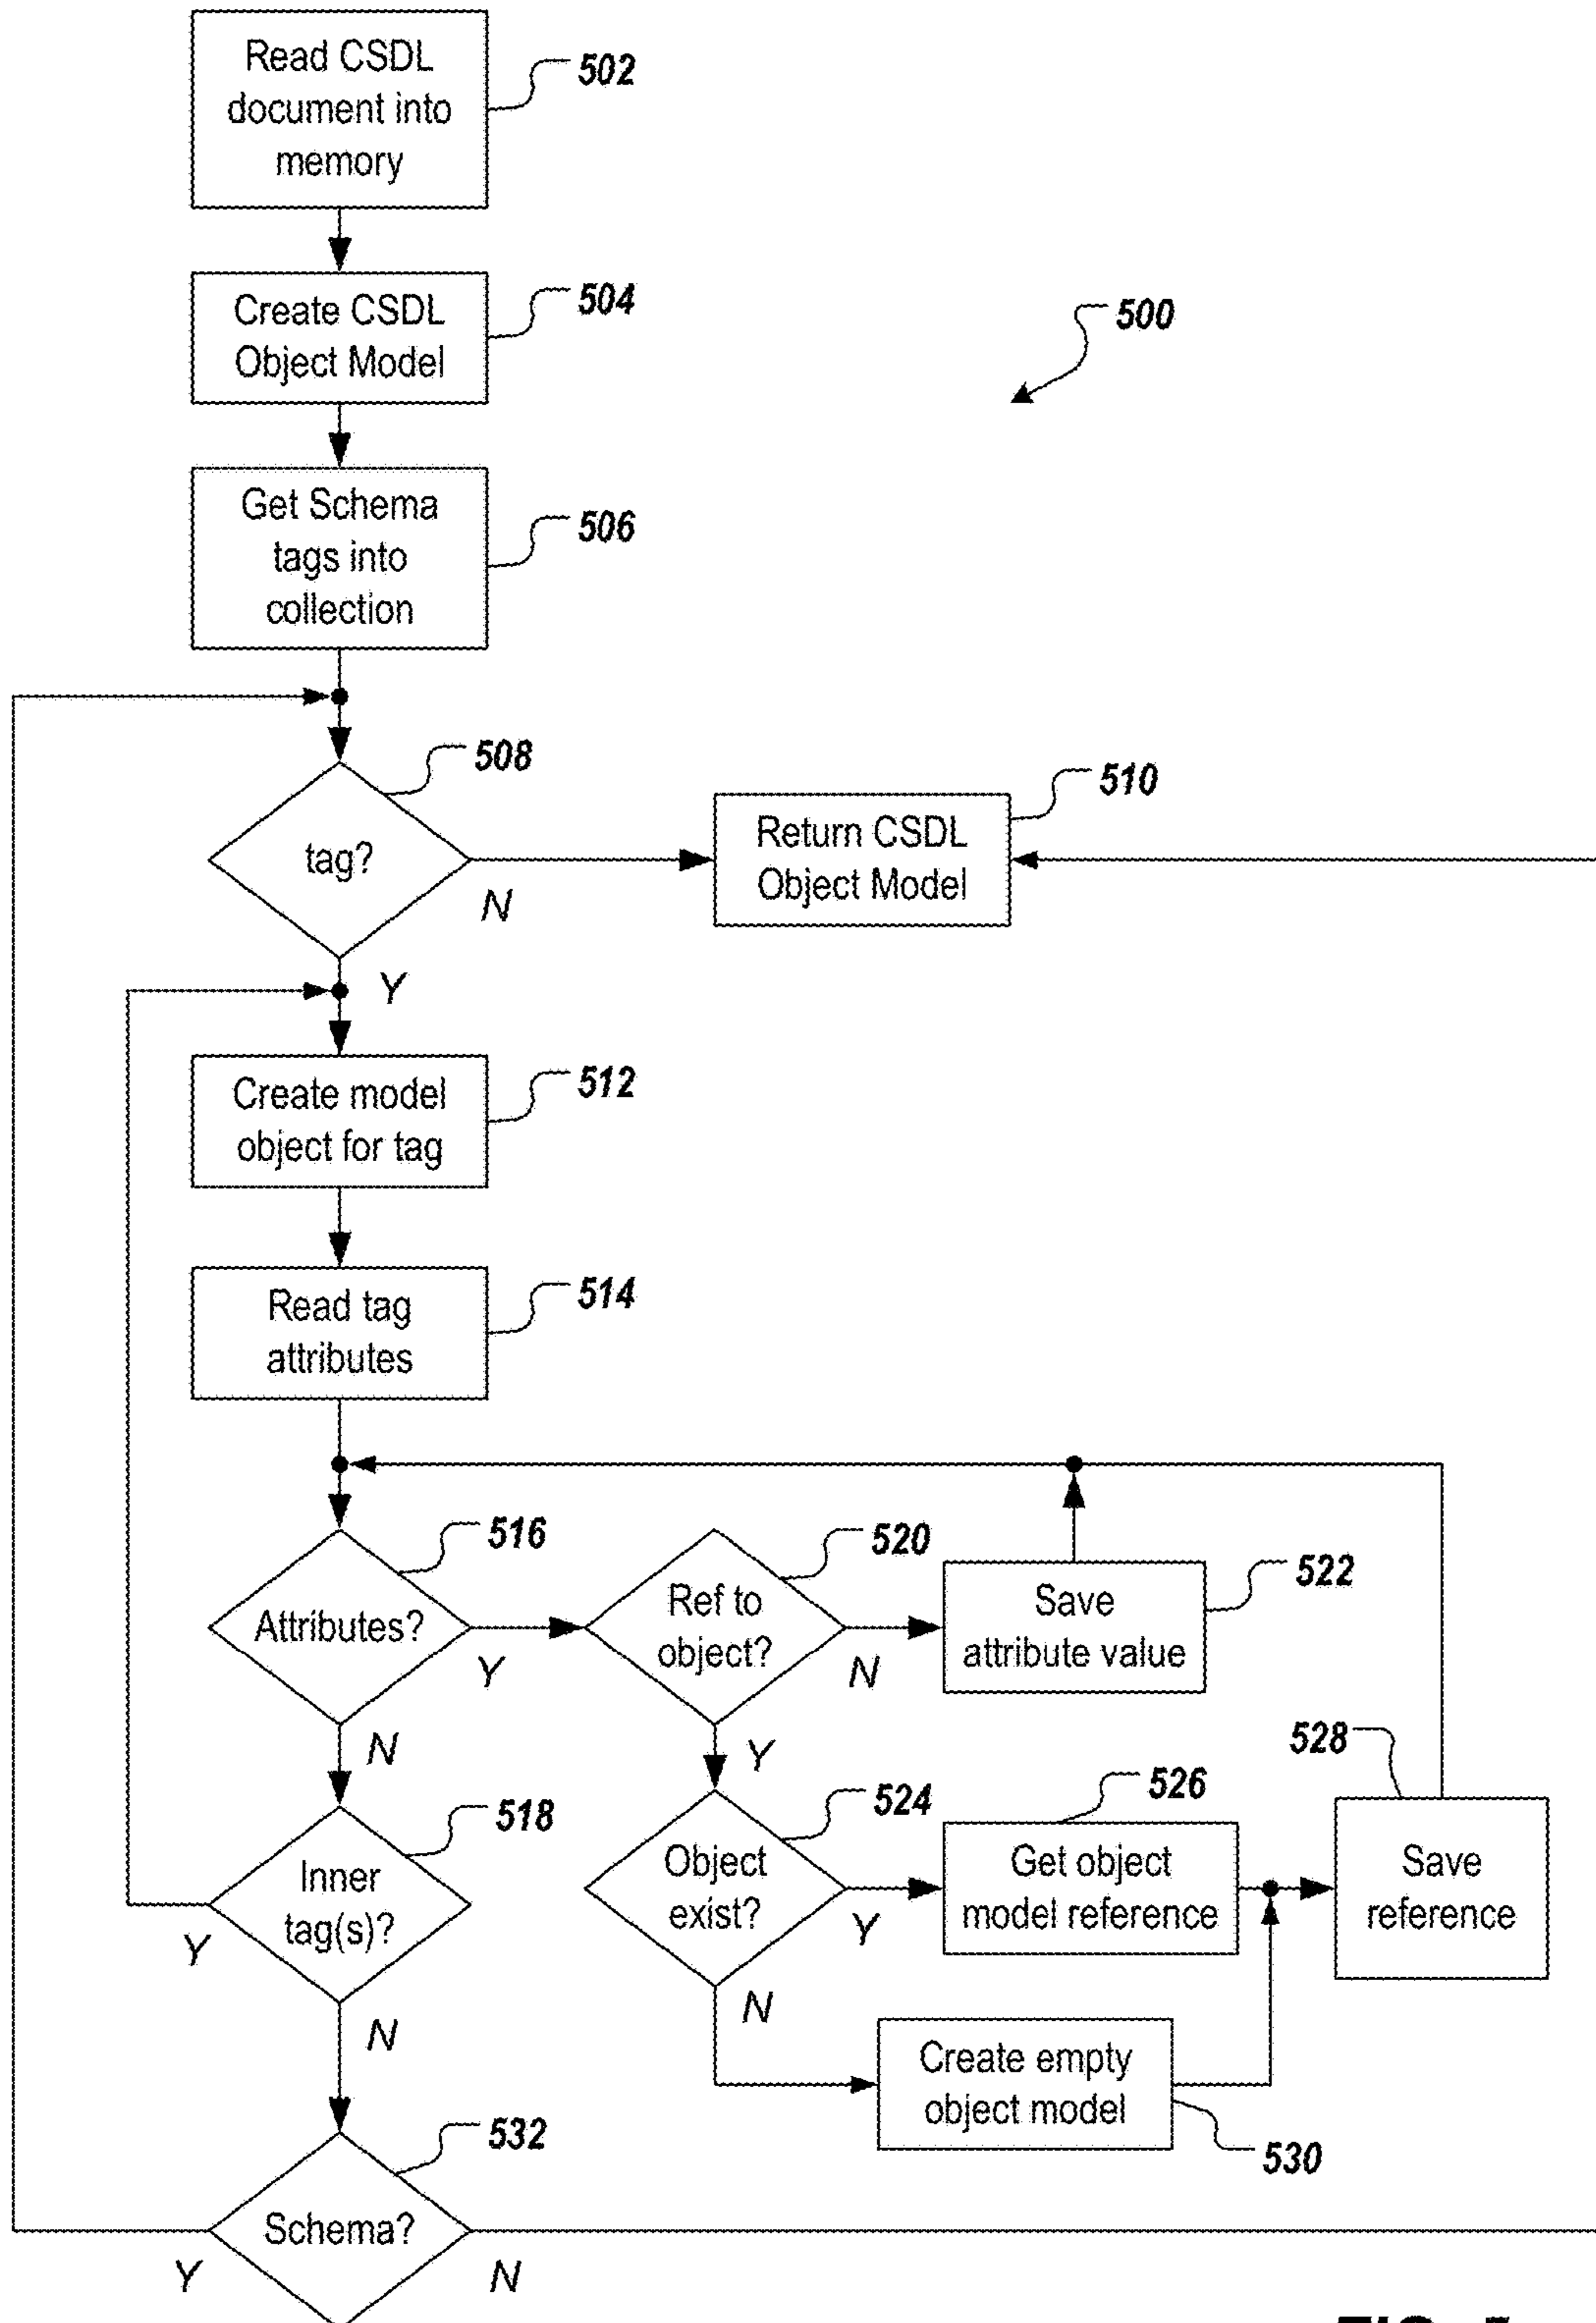 Read CSDL
document into
memory
502
Create CSDL
Object Model
504
500
Get Schema
tags into
collection
506
508
tag?
N
Y
510
Return CSDL
Object Model
Create model
object for tag
512
Read tag
attributes
514
516
Attributes?
Y
N
520
Ref to
object?
N
Y
Save
attribute value
522
528
518
Inner
tag(s)?
Y
N
524
Object
exist?
Y
N
526
Get object
model reference
Save
reference
Create empty
object model
530
532
Schema?
Y
N